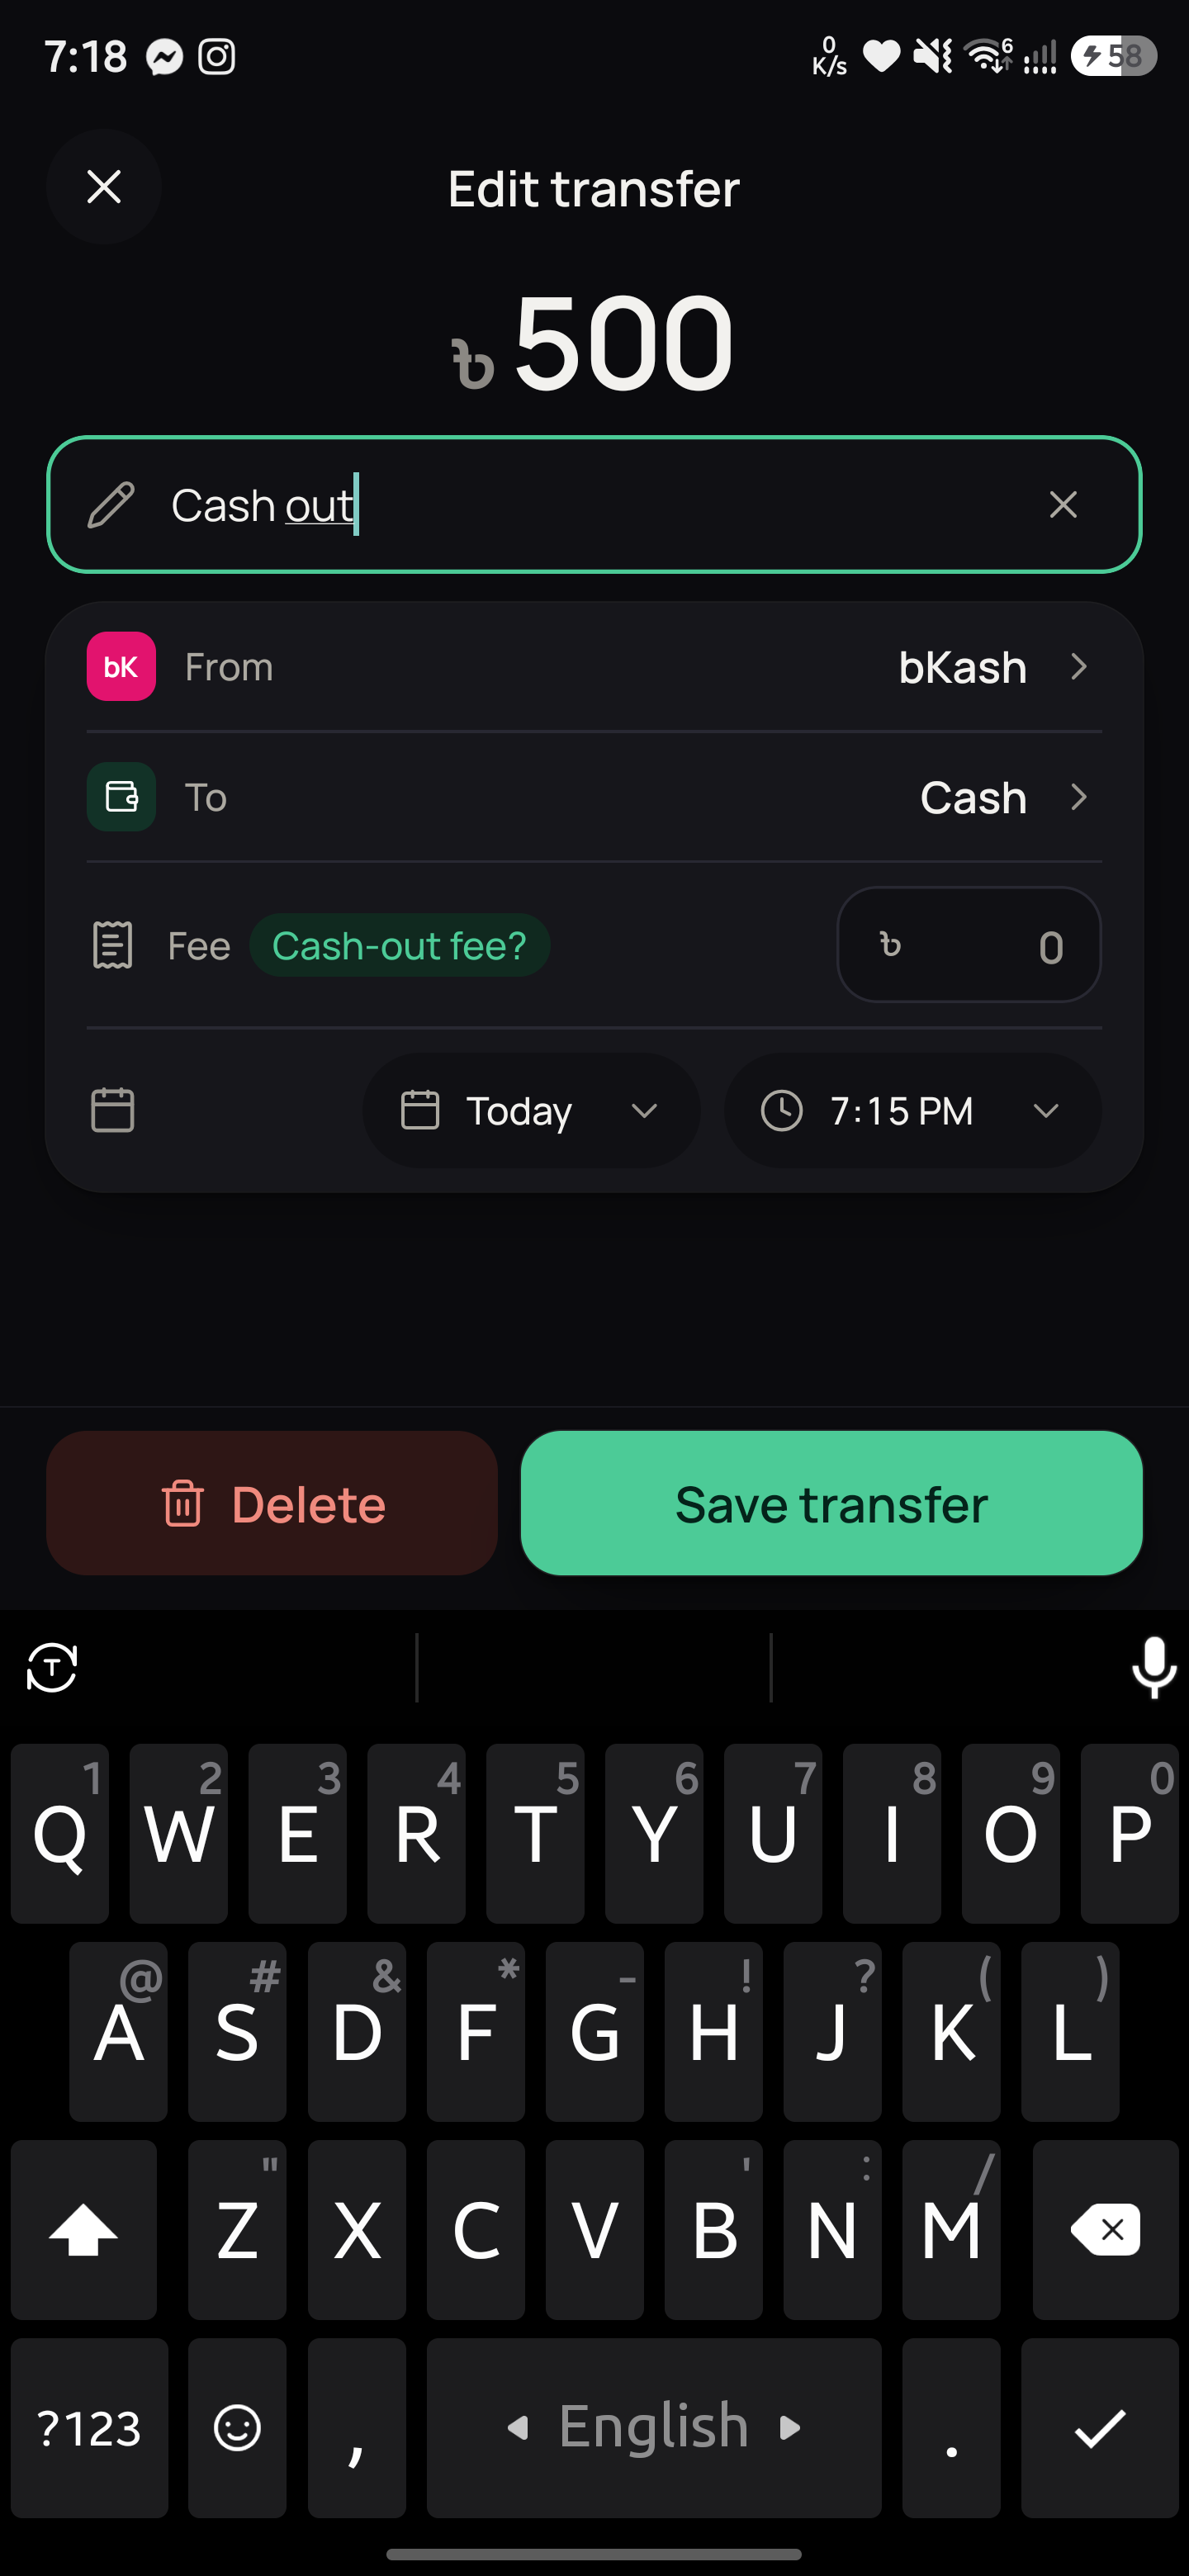 7:18
0
K/s
6
58
Edit transfer
৳ 500
Cash out
bK From bKash
To Cash
Fee Cash-out fee? ৳ 0
Today 7:15 PM
Delete Save transfer
T
1 2 3 4 5 6 7 8 9 0
Q W E R T Y U I O P
@ # & * - ! ? ( )
A S D F G H J K L
" ' : /
Z X C V B N M
?123 , English .